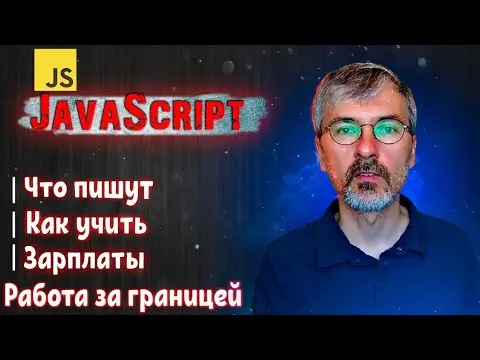 JS
JavaScript
| Что пишут
| Как учить
| Зарплаты
Работа за границей